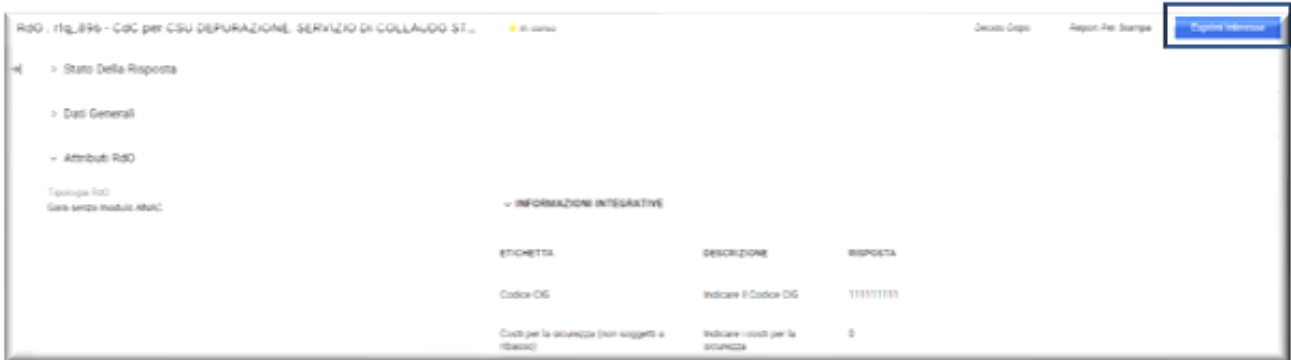 RdO : rfq_896 - CdC per CSU DEPURAZIONE, SERVIZIO DI COLLAUDO ST...
In corso
Report Per Stampa
Esprimi Interesse
> Stato Della Risposta
> Dati Generali
Attributi RdO
Tipologia RdO
Gara senza modulo ANAC
INFORMAZIONI INTEGRATIVE
ETICHETTA DESCRIZIONE RISPOSTA
Codice CIG Indicare il Codice CIG 111111111
Costi per la sicurezza (non soggetti a Indicare i costi per la 0
ribasso) sicurezza